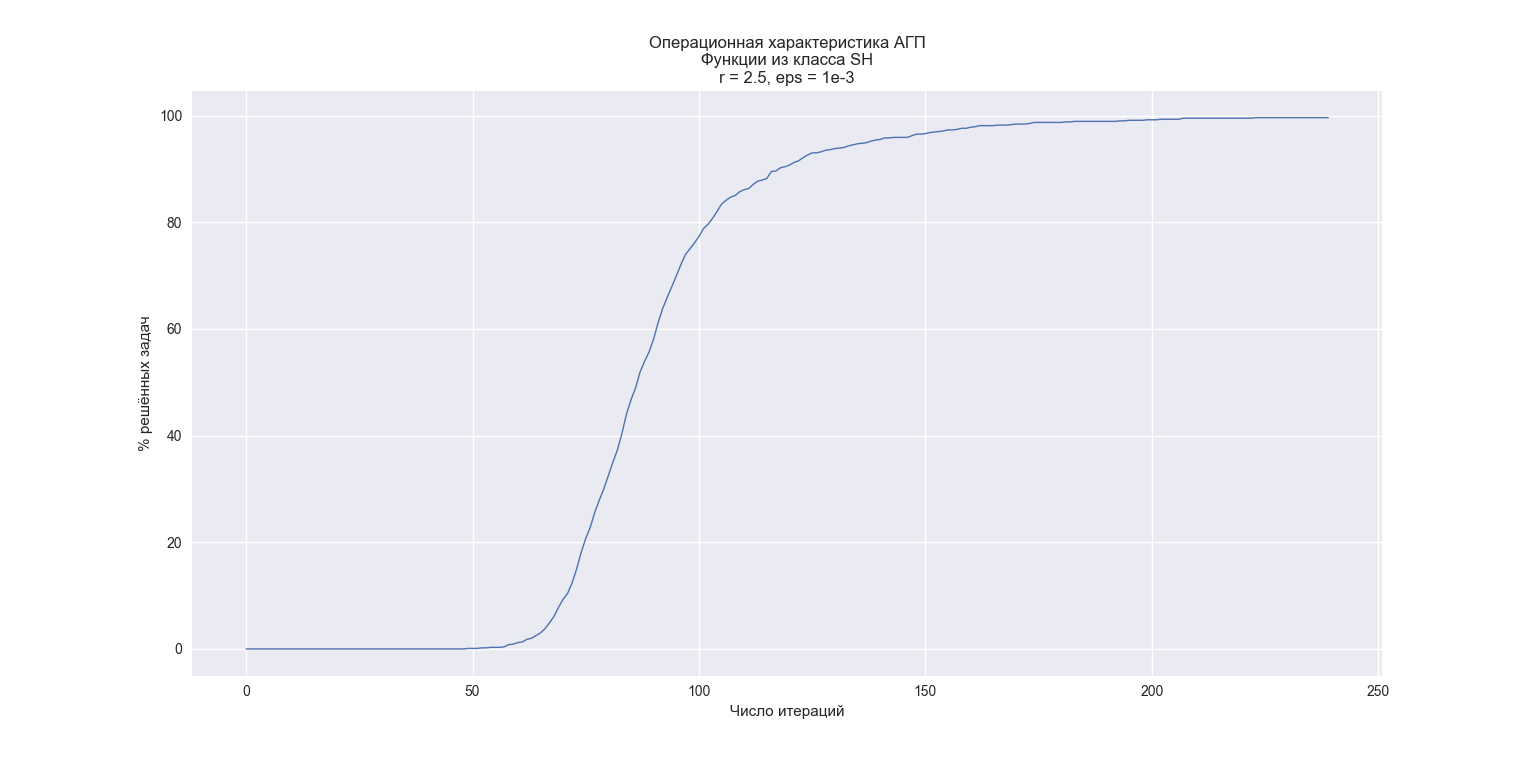 Операционная характеристика АГП
Функции из класса SH
r = 2.5, eps = 1e-3
% решённых задач
100
80
60
40
20
0
0 50 100 150 200 250
Число итераций